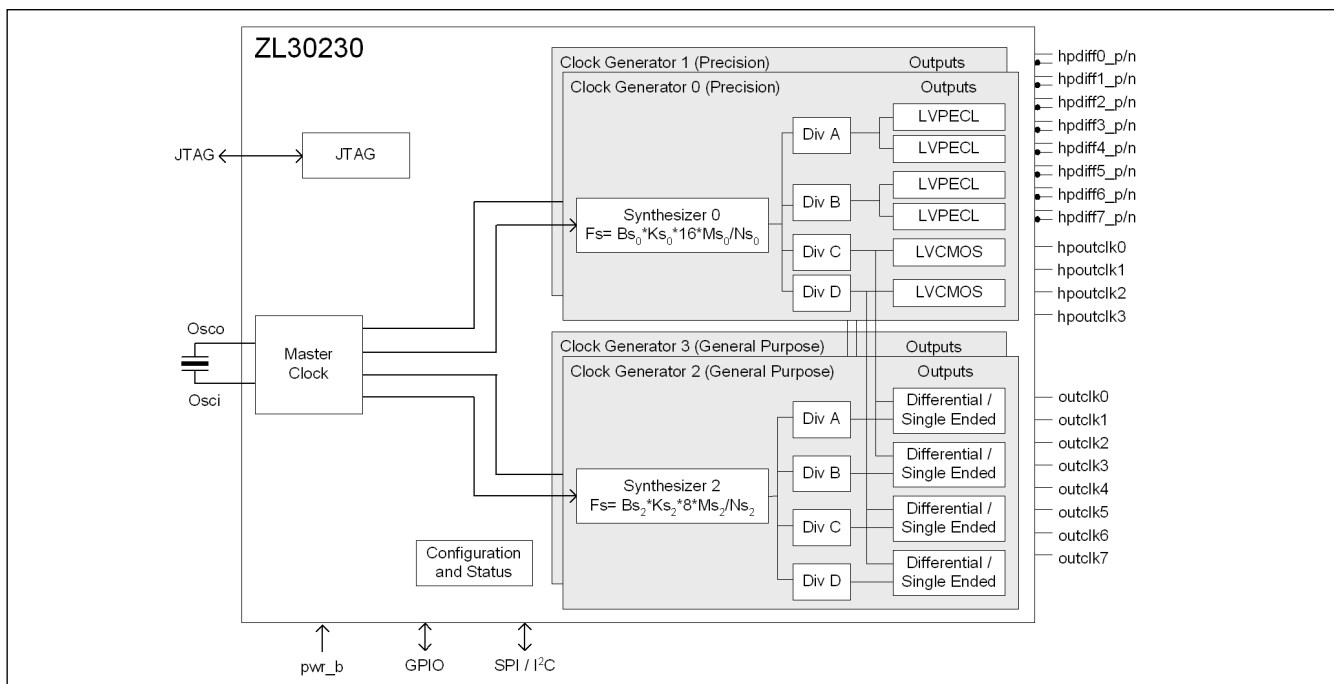 ZL30230
JTAG
JTAG
Osco
Osci
Master
Clock
Configuration
and Status
pwr_b
GPIO
SPI / I²C
Clock Generator 1 (Precision)
Outputs
Clock Generator 0 (Precision)
Outputs
Synthesizer 0
Fs= Bs₀*Ks₀*16*Ms₀/Ns₀
Div A
Div B
Div C
Div D
LVPECL
LVPECL
LVPECL
LVPECL
LVCMOS
LVCMOS
Clock Generator 3 (General Purpose)
Outputs
Clock Generator 2 (General Purpose)
Outputs
Synthesizer 2
Fs= Bs₂*Ks₂*8*Ms₂/Ns₂
Div A
Div B
Div C
Div D
Differential /
Single Ended
Differential /
Single Ended
Differential /
Single Ended
Differential /
Single Ended
hpdiff0_p/n
hpdiff1_p/n
hpdiff2_p/n
hpdiff3_p/n
hpdiff4_p/n
hpdiff5_p/n
hpdiff6_p/n
hpdiff7_p/n
hpoutclk0
hpoutclk1
hpoutclk2
hpoutclk3
outclk0
outclk1
outclk2
outclk3
outclk4
outclk5
outclk6
outclk7